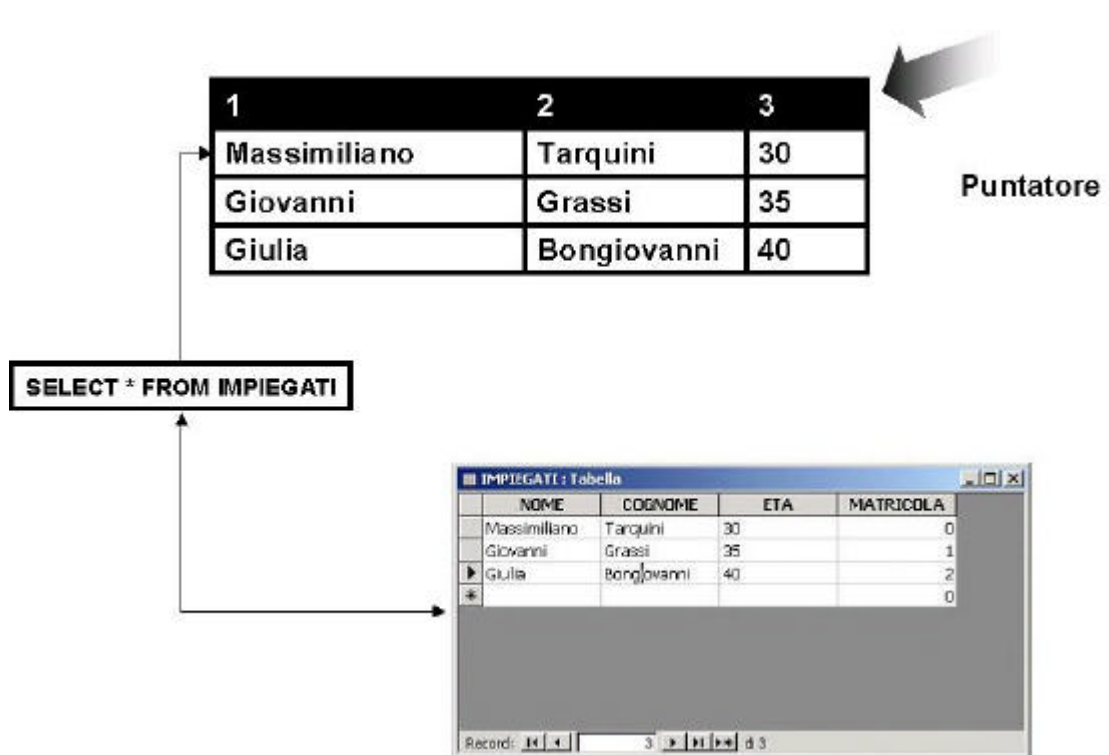 1 2 3
Massimiliano Tarquini 30
Giovanni Grassi 35
Giulia Bongiovanni 40
Puntatore
SELECT * FROM IMPIEGATI
IMPIEGATI : Tabella
NOME COGNOME ETA MATRICOLA
Massimiliano Tarquini 30 0
Giovanni Grassi 35 1
Giulia Bongiovanni 40 2
0
Record: 3 di 3